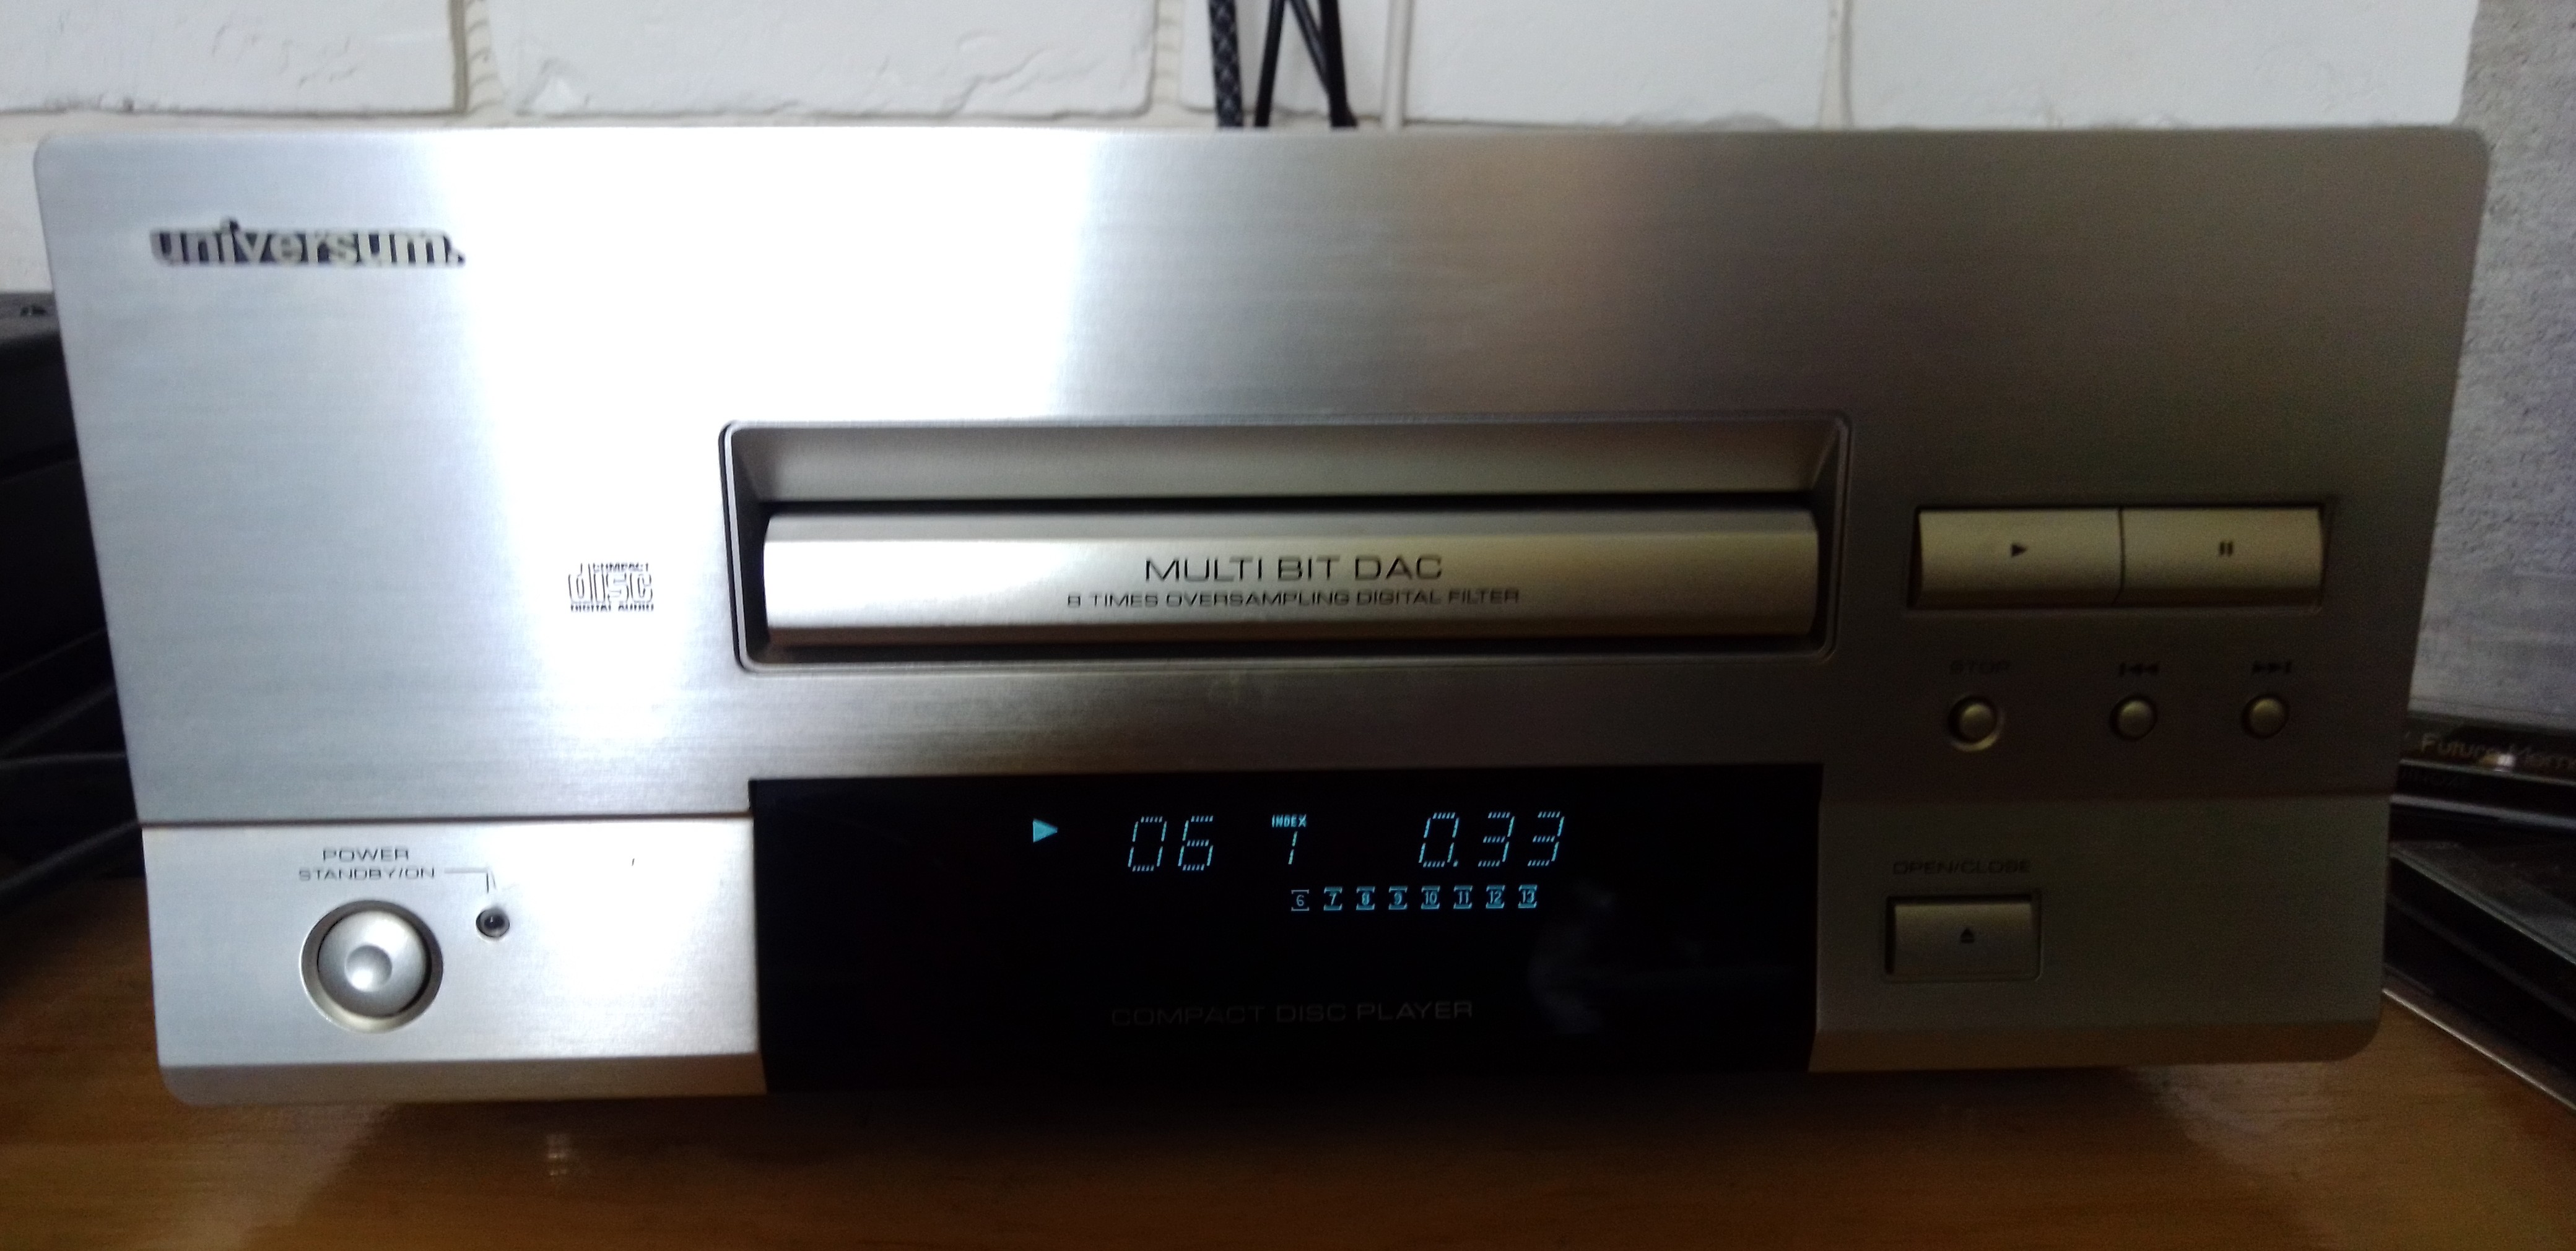 universum.
COMPACT
disc
DIGITAL AUDIO
MULTI BIT DAC
8 TIMES OVERSAMPLING DIGITAL FILTER
STOP
POWER
STANDBY/ON
INDEX
06 1 0.33
6 7 8 9 10 11 12 13
COMPACT DISC PLAYER
OPEN/CLOSE
Future